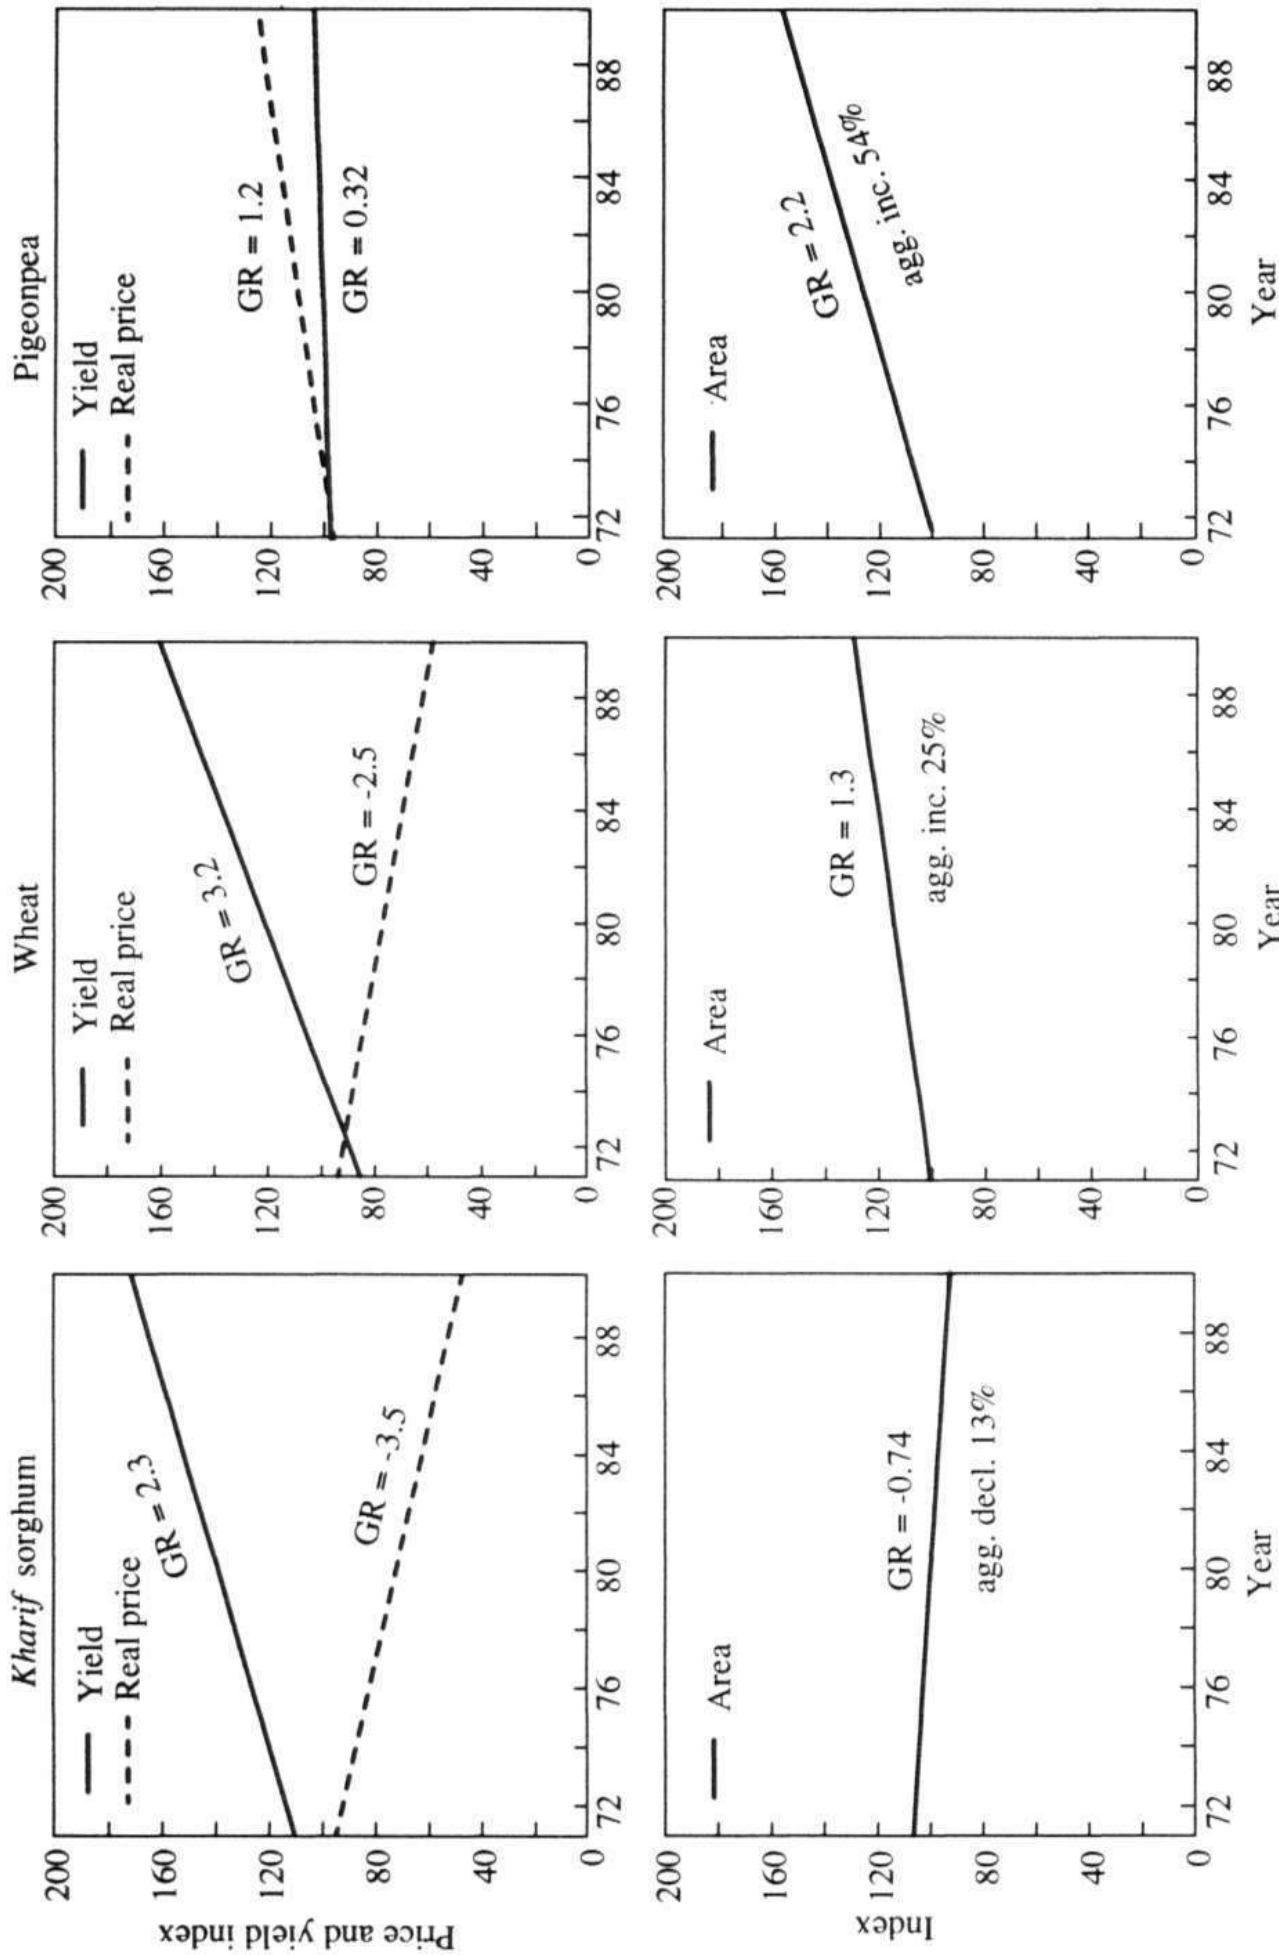 Kharif sorghum
Yield
Real price
GR = 2.3
GR = -3.5
Price and yield index
200
160
120
80
40
0
72
76
80
84
88
Wheat
Yield
Real price
GR = 3.2
GR = -2.5
200
160
120
80
40
0
72
76
80
84
88
Pigeonpea
Yield
Real price
GR = 1.2
GR = 0.32
200
160
120
80
40
0
72
76
80
84
88
Area
GR = -0.74
agg. decl. 13%
Index
200
160
120
80
40
0
72
76
80
84
88
Year
Area
GR = 1.3
agg. inc. 25%
200
160
120
80
40
0
72
76
80
84
88
Year
Area
GR = 2.2
agg. inc. 54%
200
160
120
80
40
0
72
76
80
84
88
Year